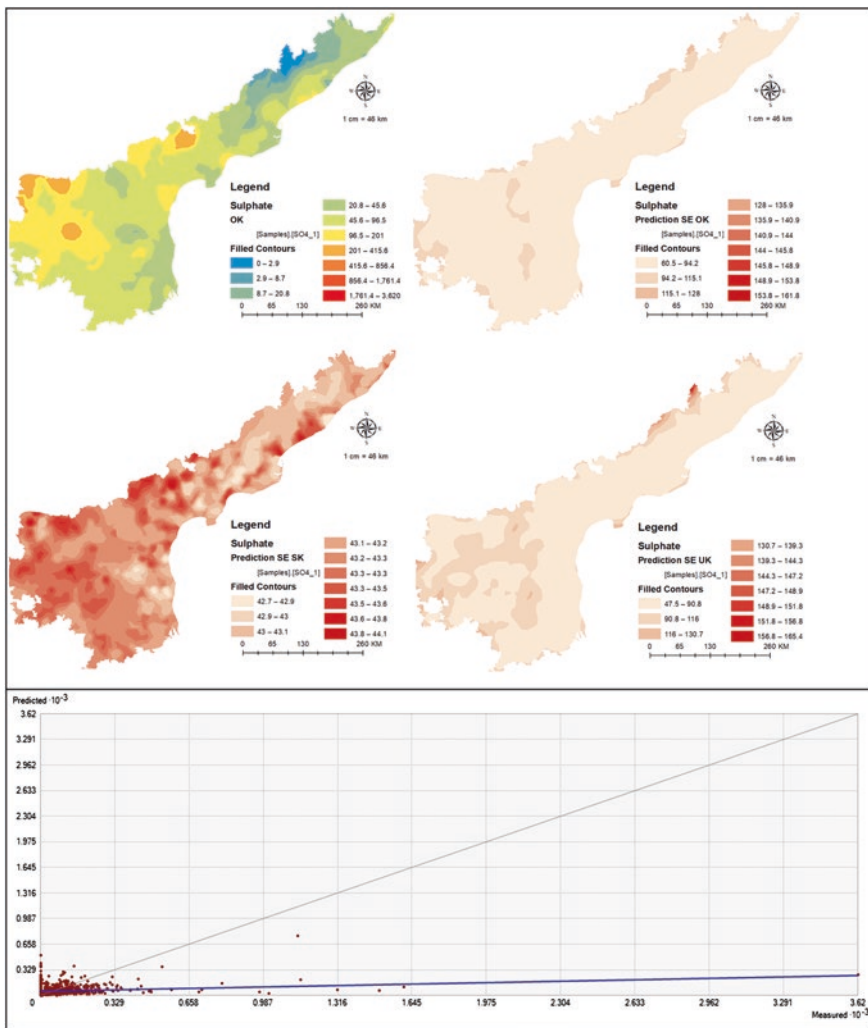 N
W E
S
1 cm = 46 km
Legend
Sulphate
OK
[Samples].[SO4_1]
Filled Contours
0 – 2.9
2.9 – 8.7
8.7 – 20.8
20.8 – 45.6
45.6 – 96.5
96.5 – 201
201 – 415.6
415.6 – 856.4
856.4 – 1,761.4
1,761.4 – 3,620
0 65 130 260 KM
N
W E
S
1 cm = 46 km
Legend
Sulphate
Prediction SE OK
[Samples].[SO4_1]
Filled Contours
60.5 – 94.2
94.2 – 115.1
115.1 – 128
128 – 135.9
135.9 – 140.9
140.9 – 144
144 – 145.8
145.8 – 148.9
148.9 – 153.8
153.8 – 161.8
0 65 130 260 KM
N
W E
S
1 cm = 46 km
Legend
Sulphate
Prediction SE SK
[Samples].[SO4_1]
Filled Contours
42.7 – 42.9
42.9 – 43
43 – 43.1
43.1 – 43.2
43.2 – 43.3
43.3 – 43.3
43.3 – 43.5
43.5 – 43.6
43.6 – 43.8
43.8 – 44.1
0 65 130 260 KM
N
W E
S
1 cm = 46 km
Legend
Sulphate
Prediction SE UK
[Samples].[SO4_1]
Filled Contours
47.5 – 90.8
90.8 – 116
116 – 130.7
130.7 – 139.3
139.3 – 144.3
144.3 – 147.2
147.2 – 148.9
148.9 – 151.8
151.8 – 156.8
156.8 – 165.4
0 65 130 260 KM
Predicted ·10⁻³
3.62
3.291
2.962
2.633
2.304
1.975
1.645
1.316
0.987
0.658
0.329
0 0.329 0.658 0.987 1.316 1.645 1.975 2.304 2.633 2.962 3.291 3.62
Measured ·10⁻³